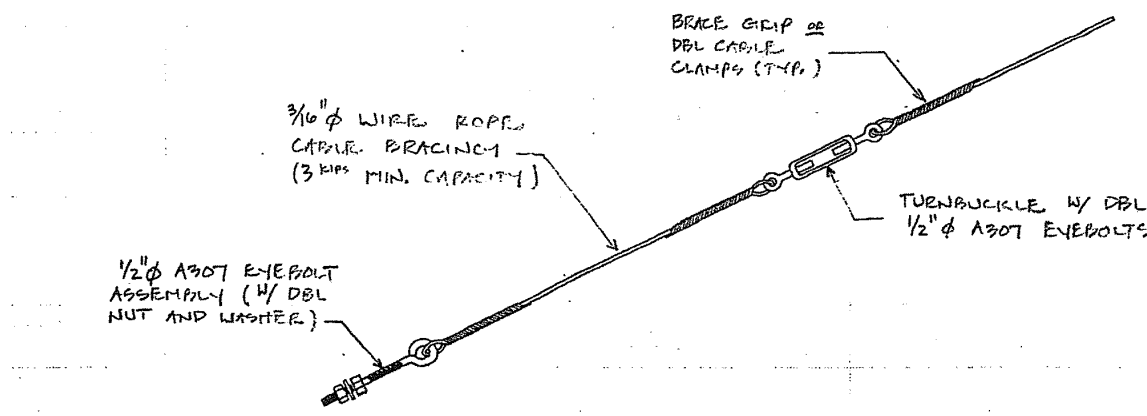 BRACE GRIP OR
DBL CABLE
CLAMPS (TYP.)
3/16"φ WIRE ROPE
CABLE BRACING
(3 KIPS MIN. CAPACITY)
TURNBUCKLE W/ DBL
1/2"φ A307 EYEBOLTS
1/2"φ A307 EYEBOLT
ASSEMBLY (W/ DBL
NUT AND WASHER)